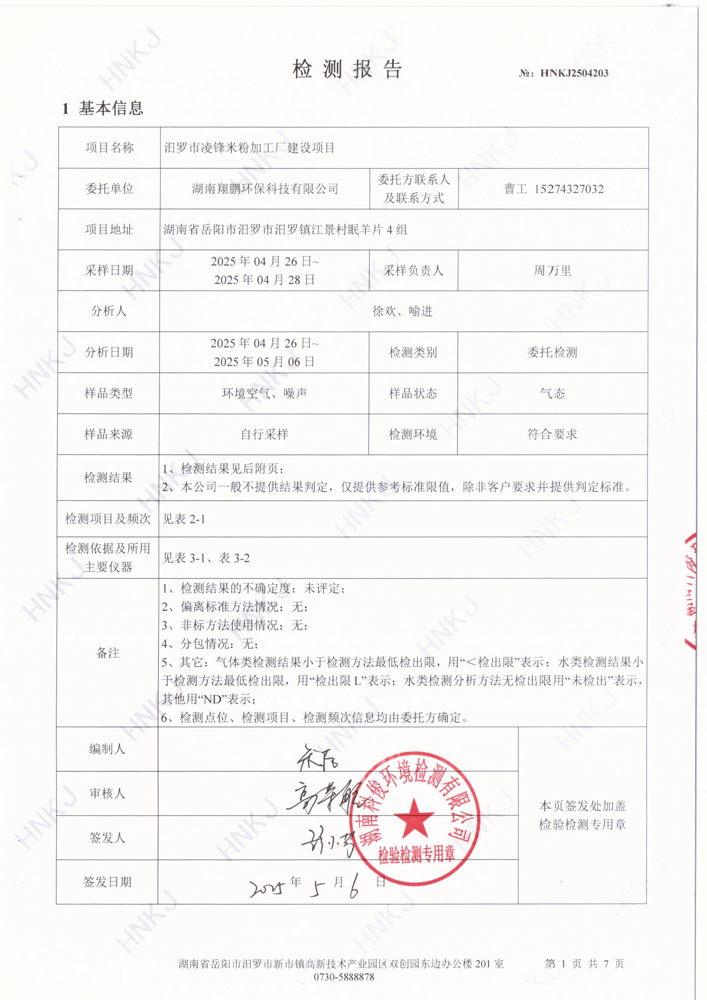 检测报告
№：HNKJ2504203
1 基本信息
项目名称
汨罗市凌锋米粉加工厂建设项目
委托单位
湖南翔鹏环保科技有限公司
委托方联系人
及联系方式
曹工 15274327032
项目地址
湖南省岳阳市汨罗市汨罗镇江景村眠羊片 4 组
采样日期
2025 年 04 月 26 日~
2025 年 04 月 28 日
采样负责人
周万里
分析人
徐欢、喻进
分析日期
2025 年 04 月 26 日~
2025 年 05 月 06 日
检测类别
委托检测
样品类型
环境空气、噪声
样品状态
气态
样品来源
自行采样
检测环境
符合要求
检测结果
1、检测结果见后附页；
2、本公司一般不提供结果判定，仅提供参考标准限值，除非客户要求并提供判定标准。
检测项目及频次
见表 2-1
检测依据及所用
主要仪器
见表 3-1、表 3-2
备注
1、检测结果的不确定度：未评定；
2、偏离标准方法情况：无；
3、非标方法使用情况：无；
4、分包情况：无；
5、其它：气体类检测结果小于检测方法最低检出限，用“＜检出限”表示；水类检测结果小
于检测方法最低检出限，用“检出限 L”表示；水类检测分析方法无检出限用“未检出”表示，
其他用“ND”表示；
6、检测点位、检测项目、检测频次信息均由委托方确定。
编制人
审核人
签发人
签发日期
2025 年 5 月 6 日
本页签发处加盖
检验检测专用章
湖南科俊环境检测有限公司
检验检测专用章
湖南省岳阳市汨罗市新市镇高新技术产业园区双创园东边办公楼 201 室
第 1 页 共 7 页
0730-5888878
HNKJ